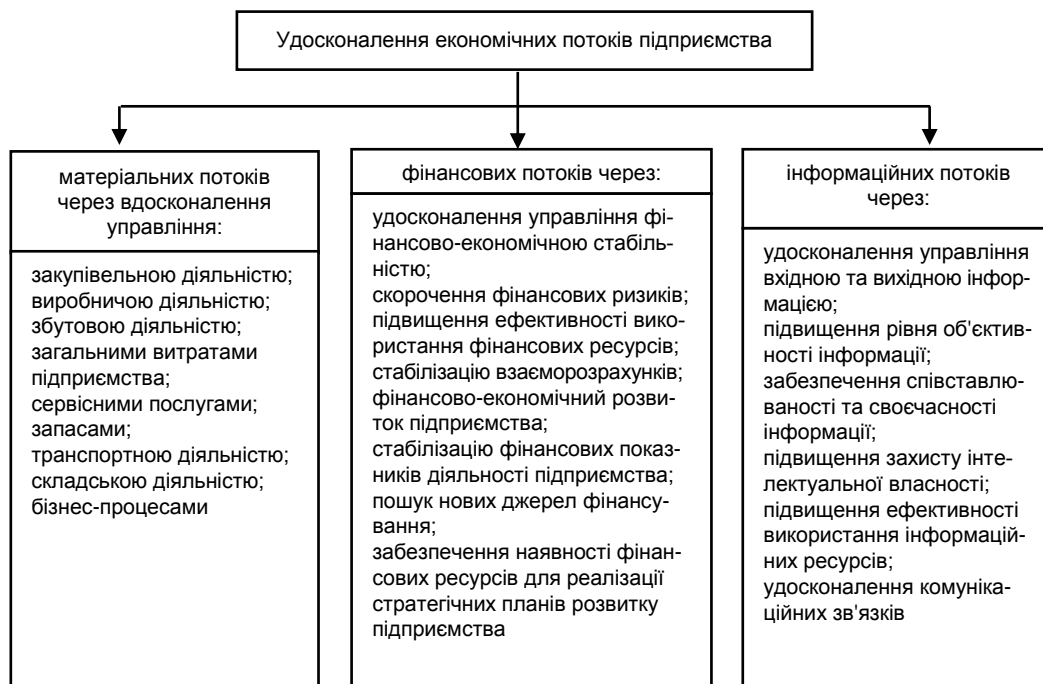 Удосконалення економічних потоків підприємства
матеріальних потоків
через вдосконалення
управління:
закупівельною діяльністю;
виробничою діяльністю;
збутовою діяльністю;
загальними витратами
підприємства;
сервісними послугами;
запасами;
транспортною діяльністю;
складською діяльністю;
бізнес-процесами
фінансових потоків через:
удосконалення управління фі-
нансово-економічною стабіль-
ністю;
скорочення фінансових ризиків;
підвищення ефективності вико-
ристання фінансових ресурсів;
стабілізацію взаєморозрахунків;
фінансово-економічний розви-
ток підприємства;
стабілізацію фінансових показ-
ників діяльності підприємства;
пошук нових джерел фінансу-
вання;
забезпечення наявності фінан-
сових ресурсів для реалізації
стратегічних планів розвитку
підприємства
інформаційних потоків
через:
удосконалення управління
вхідною та вихідною інфор-
мацією;
підвищення рівня об'єктив-
ності інформації;
забезпечення співставлю-
ваності та своєчасності
інформації;
підвищення захисту інте-
лектуальної власності;
підвищення ефективності
використання інформацій-
них ресурсів;
удосконалення комуніка-
ційних зв'язків